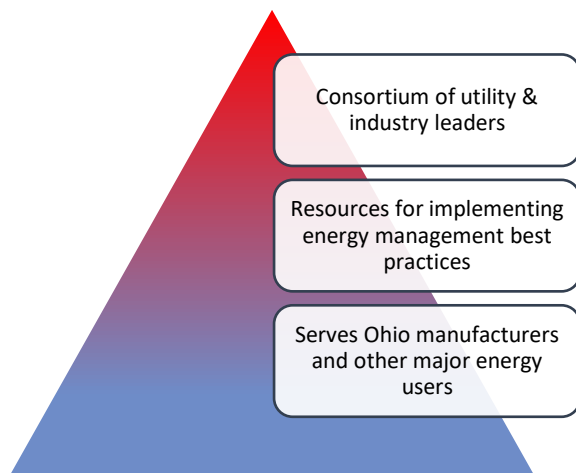 Consortium of utility &
industry leaders
Resources for implementing
energy management best
practices
Serves Ohio manufacturers
and other major energy
users